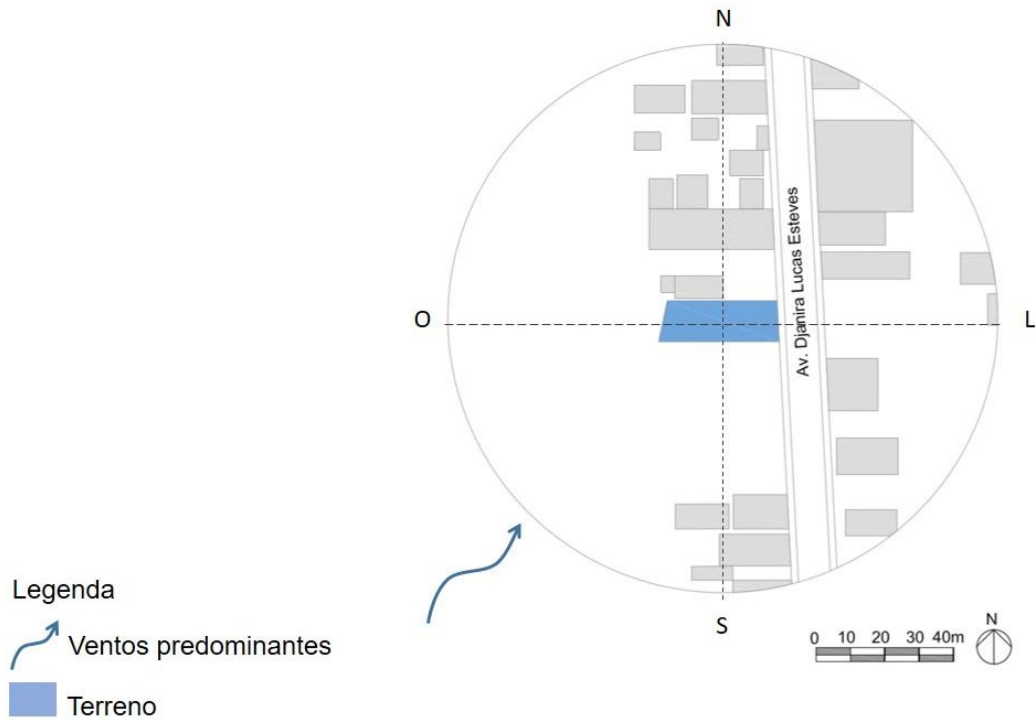 N
O
L
Av. Djanira Lucas Esteves
S
N
0 10 20 30 40m
Legenda
Ventos predominantes
Terreno